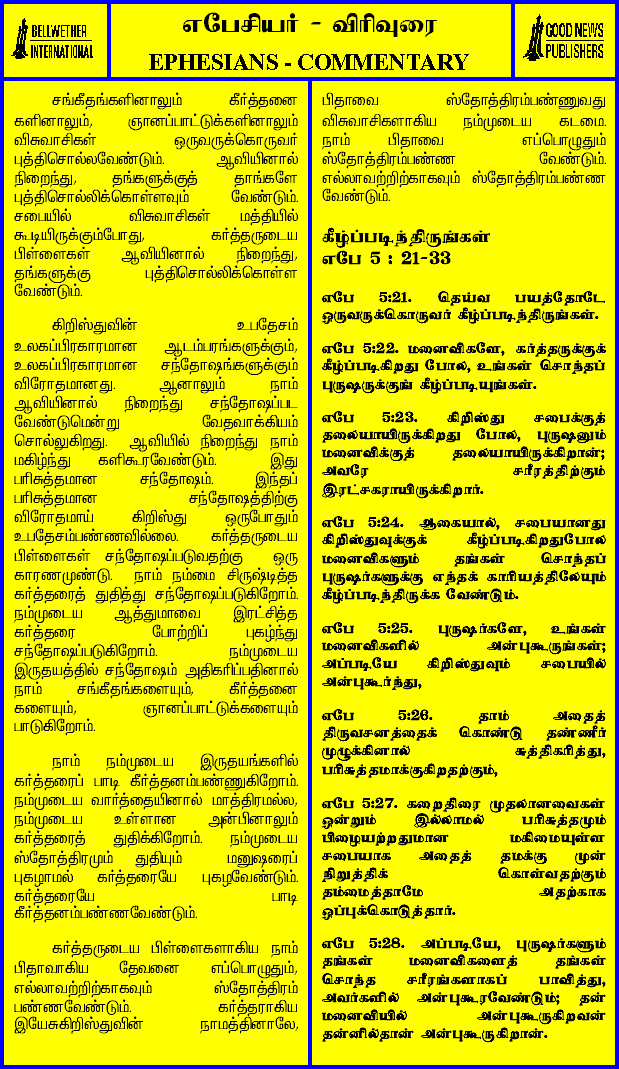 BELLWETHER
INTERNATIONAL
எபேசியர் - விரிவுரை
EPHESIANS - COMMENTARY
GOOD NEWS
PUBLISHERS
சங்கீதங்களினாலும் கீர்த்தனை
களினாலும், ஞானப்பாட்டுக்களினாலும்
விசுவாசிகள் ஒருவருக்கொருவர்
புத்திசொல்லவேண்டும். ஆவியினால்
நிறைந்து, தங்களுக்குத் தாங்களே
புத்திசொல்லிக்கொள்ளவும் வேண்டும்.
சபையில் விசுவாசிகள் மத்தியில்
கூடியிருக்கும்போது, கர்த்தருடைய
பிள்ளைகள் ஆவியினால் நிறைந்து,
தங்களுக்கு புத்திசொல்லிக்கொள்ள
வேண்டும்.
கிறிஸ்துவின் உபதேசம்
உலகப்பிரகாரமான ஆடம்பரங்களுக்கும்,
உலகப்பிரகாரமான சந்தோஷங்களுக்கும்
விரோதமானது. ஆனாலும் நாம்
ஆவியினால் நிறைந்து சந்தோஷப்பட
வேண்டுமென்று வேதவாக்கியம்
சொல்லுகிறது. ஆவியில் நிறைந்து நாம்
மகிழ்ந்து களிகூரவேண்டும். இது
பரிசுத்தமான சந்தோஷம். இந்தப்
பரிசுத்தமான சந்தோஷத்திற்கு
விரோதமாய் கிறிஸ்து ஒருபோதும்
உபதேசம்பண்ணவில்லை. கர்த்தருடைய
பிள்ளைகள் சந்தோஷப்படுவதற்கு ஒரு
காரணமுண்டு. நாம் நம்மை சிருஷ்டித்த
கர்த்தரைத் துதித்து சந்தோஷப்படுகிறோம்.
நம்முடைய ஆத்துமாவை இரட்சித்த
கர்த்தரை போற்றிப் புகழ்ந்து
சந்தோஷப்படுகிறோம். நம்முடைய
இருதயத்தில் சந்தோஷம் அதிகரிப்பதினால்
நாம் சங்கீதங்களையும், கீர்த்தனை
களையும், ஞானப்பாட்டுக்களையும்
பாடுகிறோம்.
நாம் நம்முடைய இருதயங்களில்
கர்த்தரைப் பாடி கீர்த்தனம்பண்ணுகிறோம்.
நம்முடைய வார்த்தையினால் மாத்திரமல்ல,
நம்முடைய உள்ளான அன்பினாலும்
கர்த்தரைத் துதிக்கிறோம். நம்முடைய
ஸ்தோத்திரமும் துதியும் மனுஷரைப்
புகழாமல் கர்த்தரையே புகழவேண்டும்.
கர்த்தரையே பாடி
கீர்த்தனம்பண்ணவேண்டும்.
கர்த்தருடைய பிள்ளைகளாகிய நாம்
பிதாவாகிய தேவனை எப்பொழுதும்,
எல்லாவற்றிற்காகவும் ஸ்தோத்திரம்
பண்ணவேண்டும். கர்த்தராகிய
இயேசுகிறிஸ்துவின் நாமத்தினாலே,
பிதாவை ஸ்தோத்திரம்பண்ணுவது
விசுவாசிகளாகிய நம்முடைய கடமை.
நாம் பிதாவை எப்பொழுதும்
ஸ்தோத்திரம்பண்ண வேண்டும்.
எல்லாவற்றிற்காகவும் ஸ்தோத்திரம்பண்ண
வேண்டும்.
கீழ்ப்படிந்திருங்கள்
எபே 5 : 21-33
எபே 5:21. தெய்வ பயத்தோடே
ஒருவருக்கொருவர் கீழ்ப்படிந்திருங்கள்.
எபே 5:22. மனைவிகளே, கர்த்தருக்குக்
கீழ்ப்படிகிறது போல, உங்கள் சொந்தப்
புருஷருக்குங் கீழ்ப்படியுங்கள்.
எபே 5:23. கிறிஸ்து சபைக்குத்
தலையாயிருக்கிறது போல, புருஷனும்
மனைவிக்குத் தலையாயிருக்கிறான்;
அவரே சரீரத்திற்கும்
இரட்சகராயிருக்கிறார்.
எபே 5:24. ஆகையால், சபையானது
கிறிஸ்துவுக்குக் கீழ்ப்படிகிறதுபோல
மனைவிகளும் தங்கள் சொந்தப்
புருஷர்களுக்கு எந்தக் காரியத்திலேயும்
கீழ்ப்படிந்திருக்க வேண்டும்.
எபே 5:25. புருஷர்களே, உங்கள்
மனைவிகளில் அன்புகூருங்கள்;
அப்படியே கிறிஸ்துவும் சபையில்
அன்புகூர்ந்து,
எபே 5:26. தாம் அதைத்
திருவசனத்தைக் கொண்டு தண்ணீர்
முழுக்கினால் சுத்திகரித்து,
பரிசுத்தமாக்குகிறதற்கும்,
எபே 5:27. கறைதிரை முதலானவைகள்
ஒன்றும் இல்லாமல் பரிசுத்தமும்
பிழையற்றதுமான மகிமையுள்ள
சபையாக அதைத் தமக்கு முன்
நிறுத்திக் கொள்வதற்கும்
தம்மைத்தாமே அதற்காக
ஒப்புக்கொடுத்தார்.
எபே 5:28. அப்படியே, புருஷர்களும்
தங்கள் மனைவிகளைத் தங்கள்
சொந்த சரீரங்களாகப் பாவித்து,
அவர்களில் அன்புகூரவேண்டும்; தன்
மனைவியில் அன்புகூருகிறவன்
தன்னில்தான் அன்புகூருகிறான்.